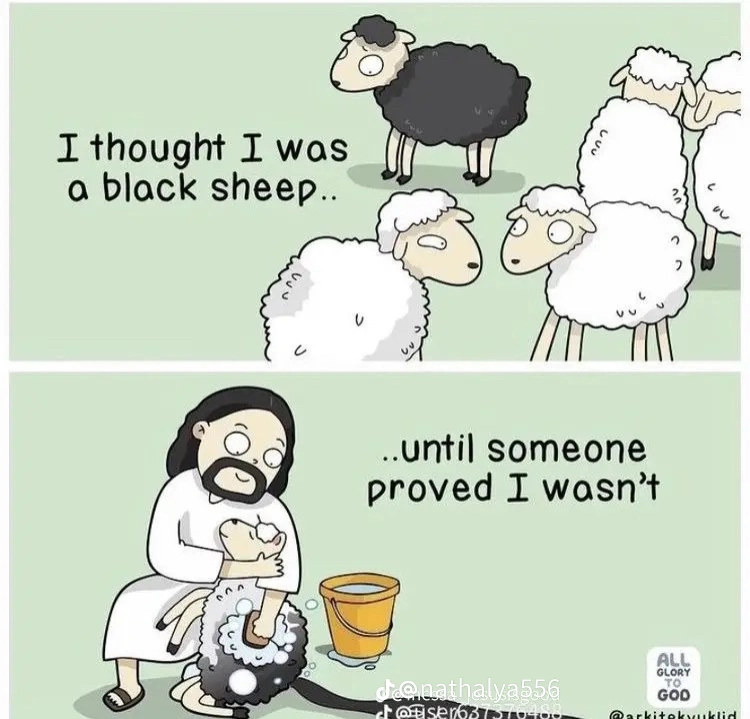 I thought I was
a black sheep..
..until someone
proved I wasn't
ALL
GLORY
TO
GOD
@nathalya556
@arkitekyuklid